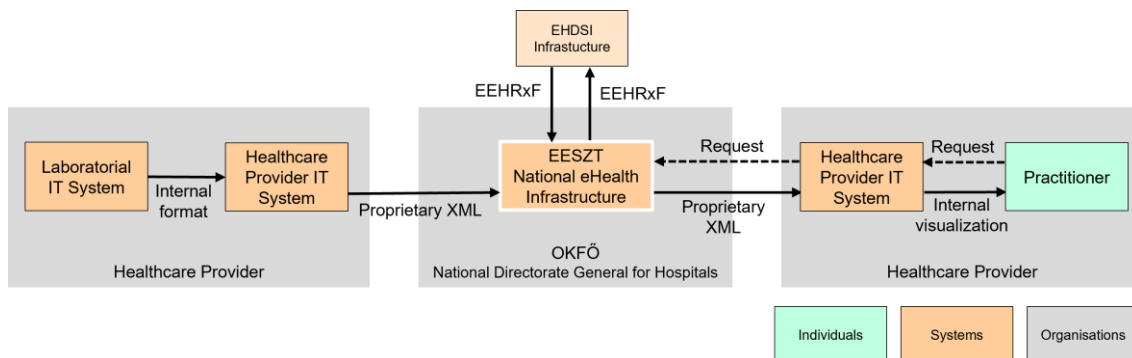 EHDSI
Infrastucture
EEHRxF
EEHRxF
Laboratorial
IT System
Internal
format
Healthcare
Provider IT
System
Proprietary XML
Healthcare Provider
EESZT
National eHealth
Infrastructure
OKFŐ
National Directorate General for Hospitals
Request
Proprietary
XML
Healthcare
Provider IT
System
Request
Internal
visualization
Practitioner
Healthcare Provider
Individuals
Systems
Organisations